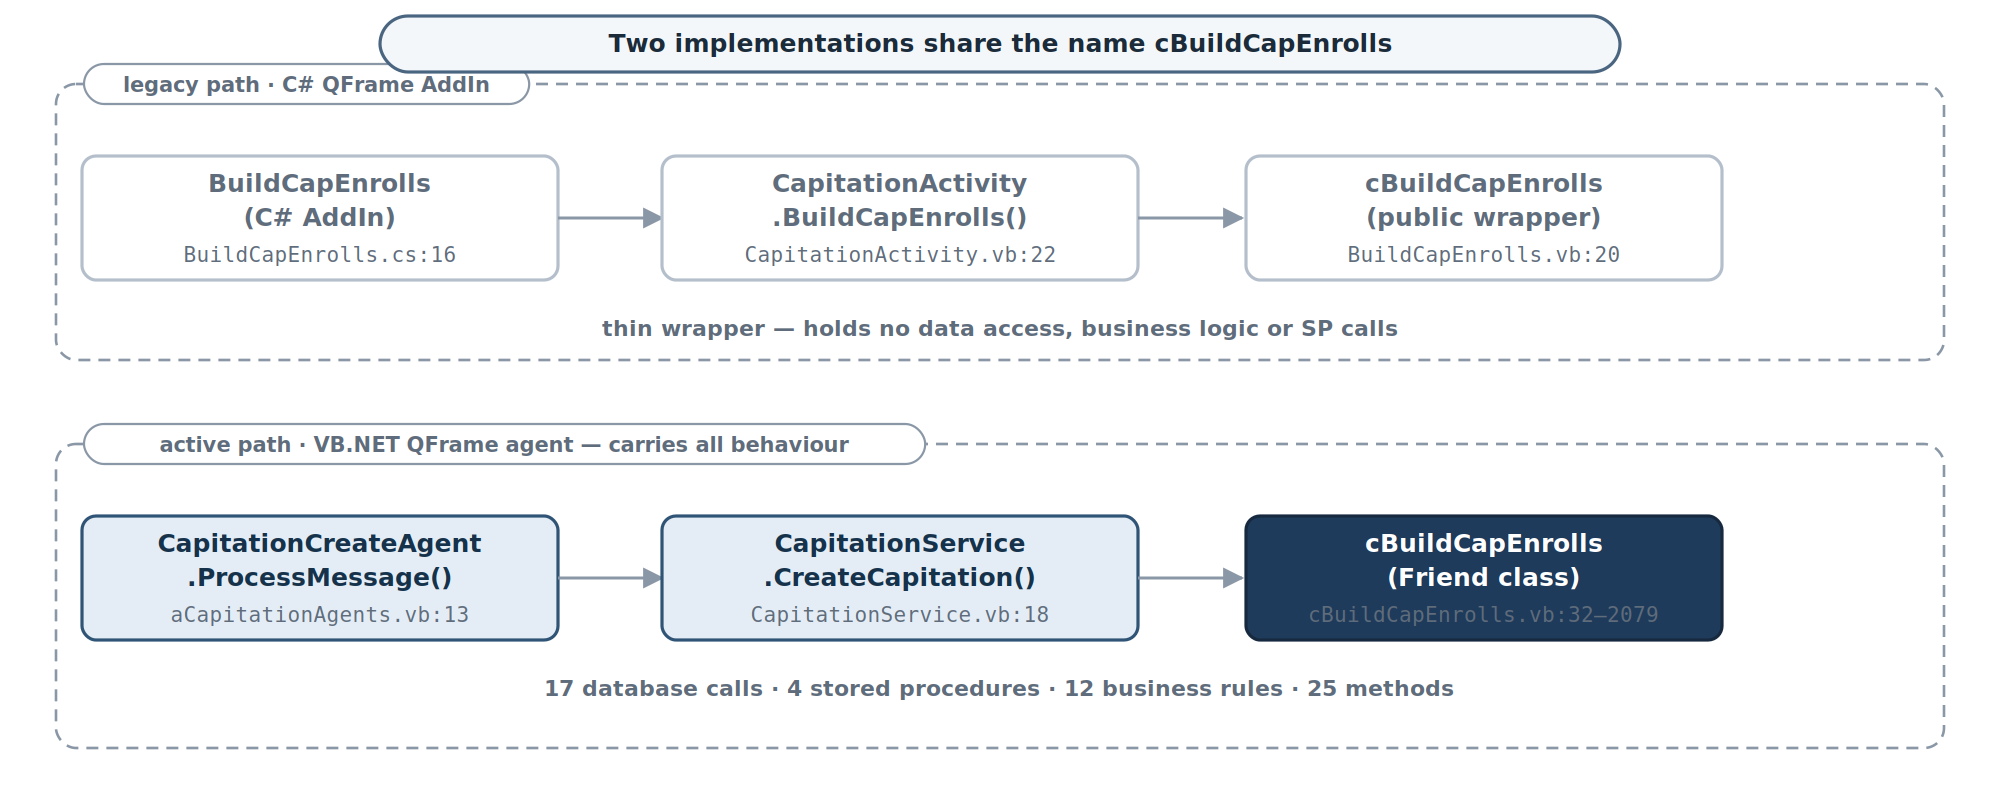 Two implementations share the name cBuildCapEnrolls
legacy path · C# QFrame AddIn
BuildCapEnrolls
(C# AddIn)
BuildCapEnrolls.cs:16
CapitationActivity
.BuildCapEnrolls()
CapitationActivity.vb:22
cBuildCapEnrolls
(public wrapper)
BuildCapEnrolls.vb:20
thin wrapper — holds no data access, business logic or SP calls
active path · VB.NET QFrame agent — carries all behaviour
CapitationCreateAgent
.ProcessMessage()
aCapitationAgents.vb:13
CapitationService
.CreateCapitation()
CapitationService.vb:18
cBuildCapEnrolls
(Friend class)
cBuildCapEnrolls.vb:32–2079
17 database calls · 4 stored procedures · 12 business rules · 25 methods